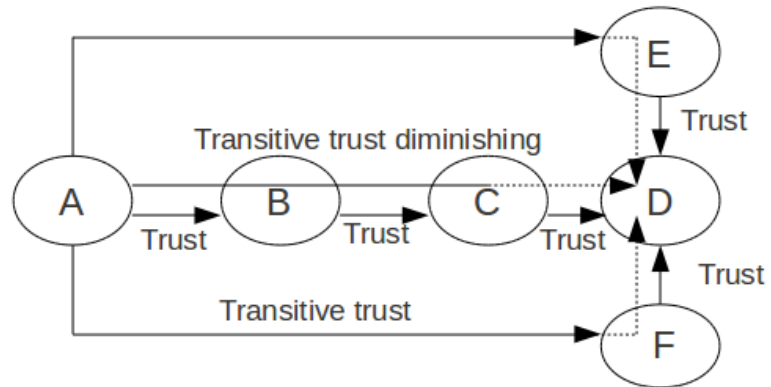 E
Trust
Transitive trust diminishing
A
B
C
D
Trust
Trust
Trust
Trust
Transitive trust
F